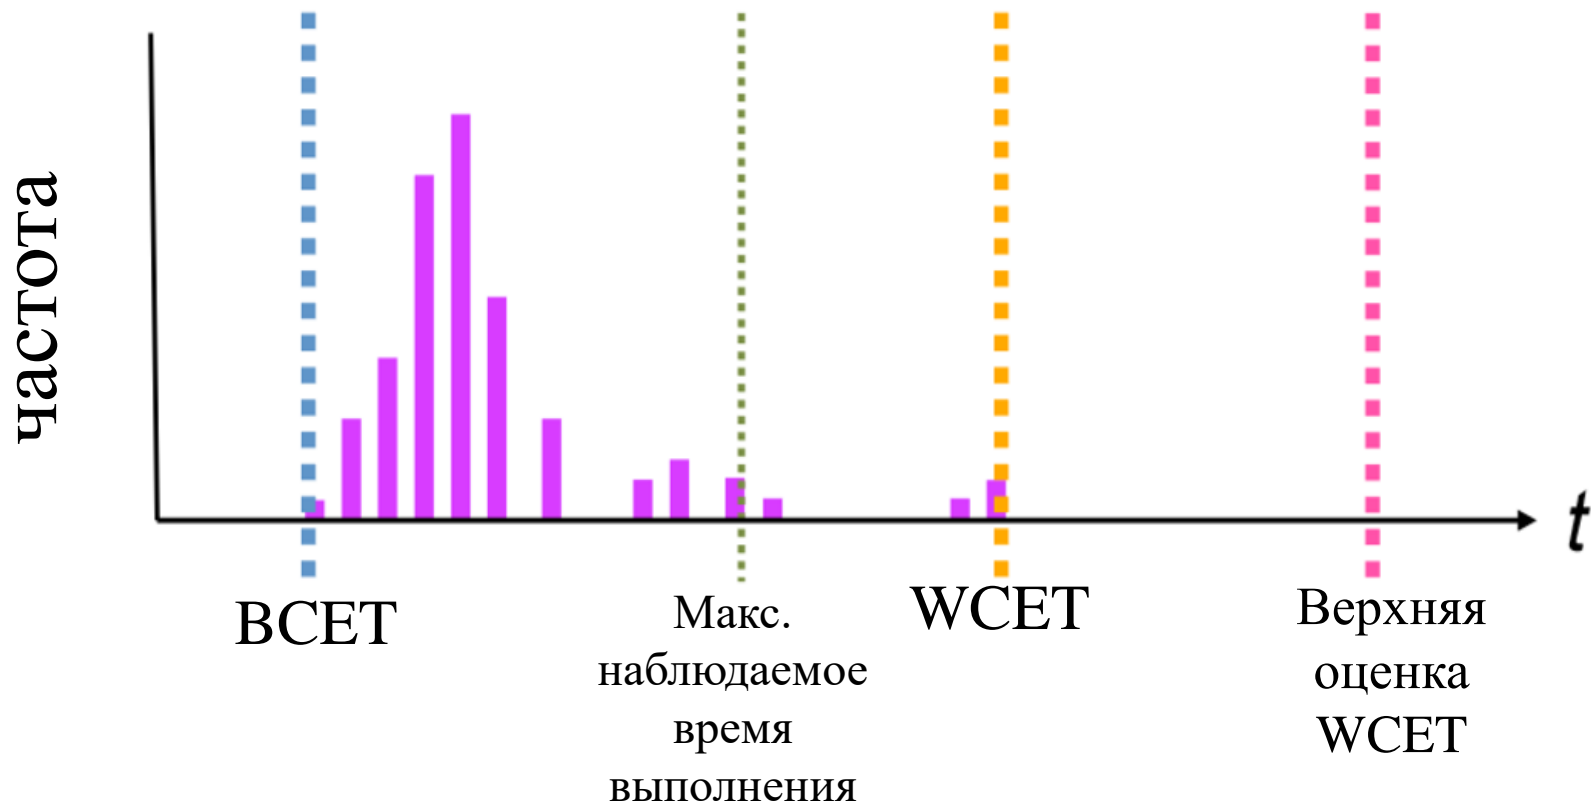 частота
t
BCET
Макс.
наблюдаемое
время
выполнения
WCET
Верхняя
оценка
WCET